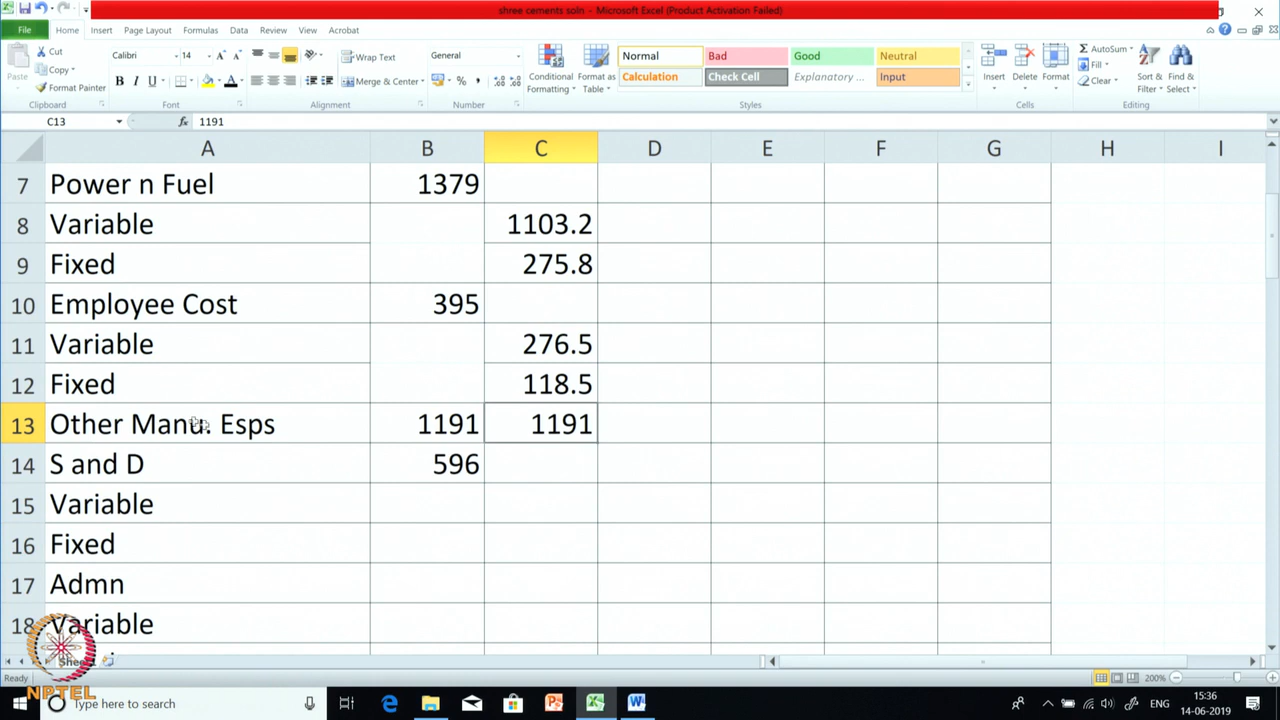 shree cements soln - Microsoft Excel (Product Activation Failed)
File Home Insert Page Layout Formulas Data Review View Acrobat
Paste
Cut
Copy
Format Painter
Clipboard
Calibri 14
B I U
Font
Wrap Text
Merge & Center
Alignment
General
Number
Conditional Formatting
Format as Table
Normal Bad Good Neutral
Calculation Check Cell Explanatory ... Input
Styles
Insert Delete Format
Cells
AutoSum
Fill
Clear
Sort & Filter
Find & Select
Editing
C13 fx 1191
A B C D E F G H I
7 Power n Fuel 1379
8 Variable 1103.2
9 Fixed 275.8
10 Employee Cost 395
11 Variable 276.5
12 Fixed 118.5
13 Other Manu. Esps 1191 1191
14 S and D 596
15 Variable
16 Fixed
17 Admn
18 Variable
NPTEL
Ready 200%
Type here to search
ENG
15:36
14-06-2019